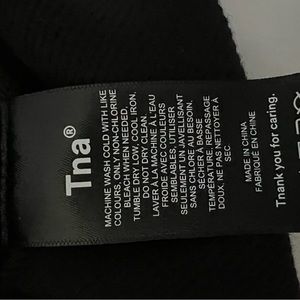 Tna®
MACHINE WASH COLD WITH LIKE
COLOURS, ONLY NON-CHLORINE
BLEACH WHEN NEEDED,
TUMBLE DRY LOW, COOL IRON,
DO NOT DRY CLEAN.
LAVER À LA MACHINE À L'EAU
FROIDE AVEC COULEURS
SEMBLABLES, UTILISER
SEULEMENT UN JAVELLISANT
SANS CHLORE AU BESOIN,
SÉCHER À BASSE
TEMPÉRATURE, REPASSAGE
DOUX, NE PAS NETTOYER À
SEC.
MADE IN CHINA
FABRIQUÉ EN CHINE
Thank you for caring.